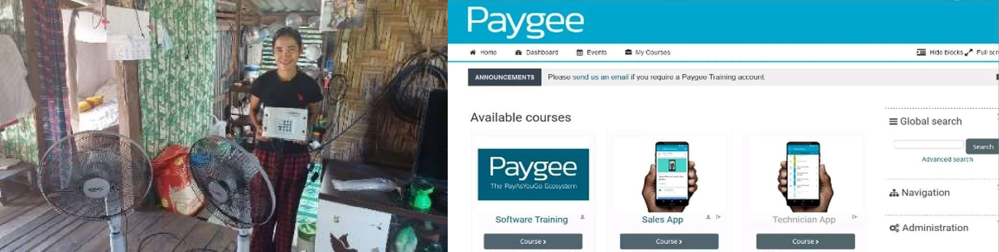 Paygee
Home Dashboard Events My Courses Hide blocks Full scr
ANNOUNCEMENTS Please send us an email if you require a Paygee Training account.
Available courses
Global search
Search
Advanced search
Paygee
The PayAsYouGo Ecosystem
Navigation
Software Training Sales App Technician App
Administration
Course Course Course